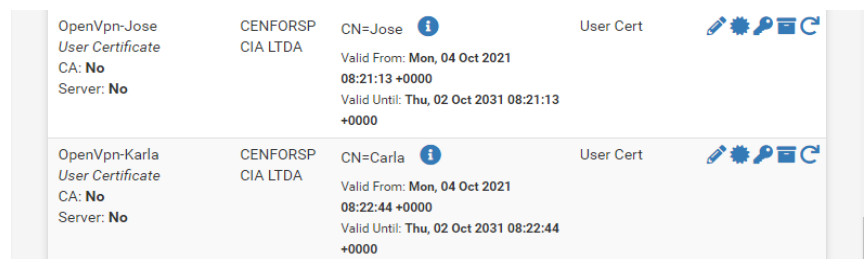 OpenVpn-Jose
User Certificate
CA: No
Server: No
CENFORSP
CIA LTDA
CN=Jose
Valid From: Mon, 04 Oct 2021
08:21:13 +0000
Valid Until: Thu, 02 Oct 2031 08:21:13
+0000
User Cert
OpenVpn-Karla
User Certificate
CA: No
Server: No
CENFORSP
CIA LTDA
CN=Carla
Valid From: Mon, 04 Oct 2021
08:22:44 +0000
Valid Until: Thu, 02 Oct 2031 08:22:44
+0000
User Cert